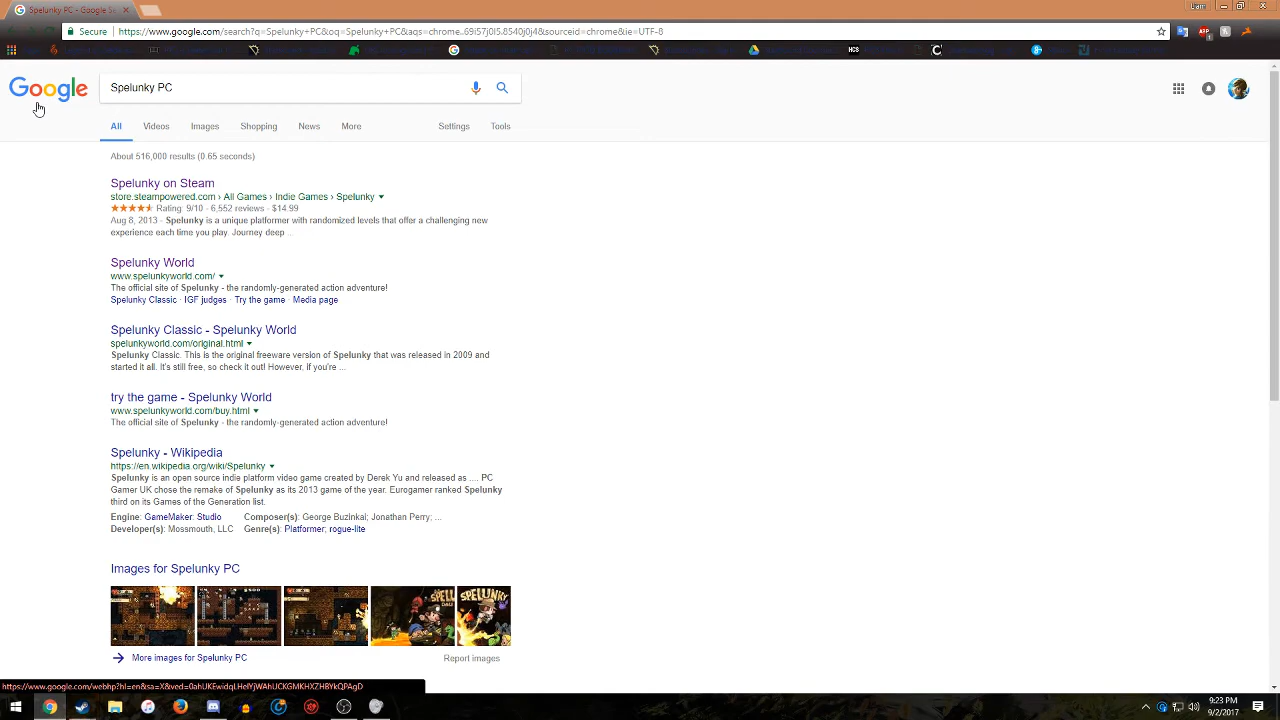 Spelunky PC - Google Se
Secure
https://www.google.com/search?q=Spelunky+PC&oq=Spelunky+PC&aqs=chrome..69i57j0l5.8540j0j4&sourceid=chrome&ie=UTF-8
Google
Spelunky PC
All Videos Images Shopping News More Settings Tools
About 516,000 results (0.65 seconds)
Spelunky on Steam
store.steampowered.com › All Games › Indie Games › Spelunky
Rating: 9/10 - 6,552 reviews - $14.99
Aug 8, 2013 - Spelunky is a unique platformer with randomized levels that offer a challenging new
experience each time you play. Journey deep ...
Spelunky World
www.spelunkyworld.com/
The official site of Spelunky - the randomly-generated action adventure!
Spelunky Classic · IGF judges · Try the game · Media page
Spelunky Classic - Spelunky World
spelunkyworld.com/original.html
Spelunky Classic. This is the original freeware version of Spelunky that was released in 2009 and
started it all. It's still free, so check it out! However, if you're ...
try the game - Spelunky World
www.spelunkyworld.com/buy.html
The official site of Spelunky - the randomly-generated action adventure!
Spelunky - Wikipedia
https://en.wikipedia.org/wiki/Spelunky
Spelunky is an open source indie platform video game created by Derek Yu and released as .... PC
Gamer UK chose the remake of Spelunky as its 2013 game of the year. Eurogamer ranked Spelunky
third on its Games of the Generation list.
Engine: GameMaker: Studio Composer(s): George Buzinkai; Jonathan Perry; ...
Developer(s): Mossmouth, LLC Genre(s): Platformer; rogue-lite
Images for Spelunky PC
SPELUNKY
More images for Spelunky PC
Report images
https://www.google.com/webhp?hl=en&sa=X&ved=0ahUKEwidqLHelYjWAhUCKGMKHXZHBYkQPAgD
9:23 PM
9/2/2017